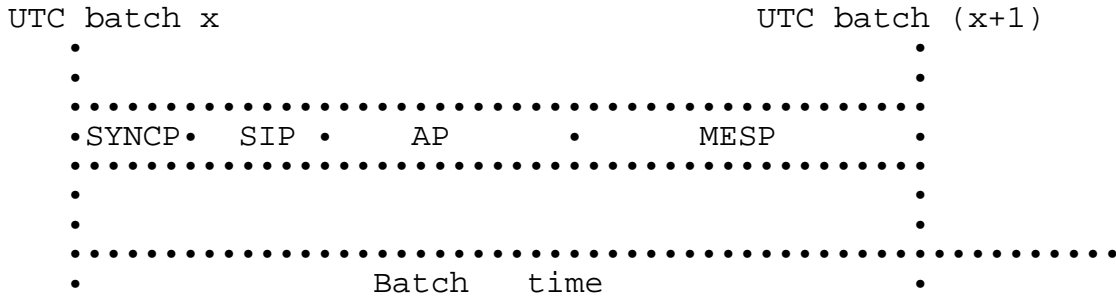 UTC batch x UTC batch (x+1)
SYNCP SIP AP MESP
Batch time